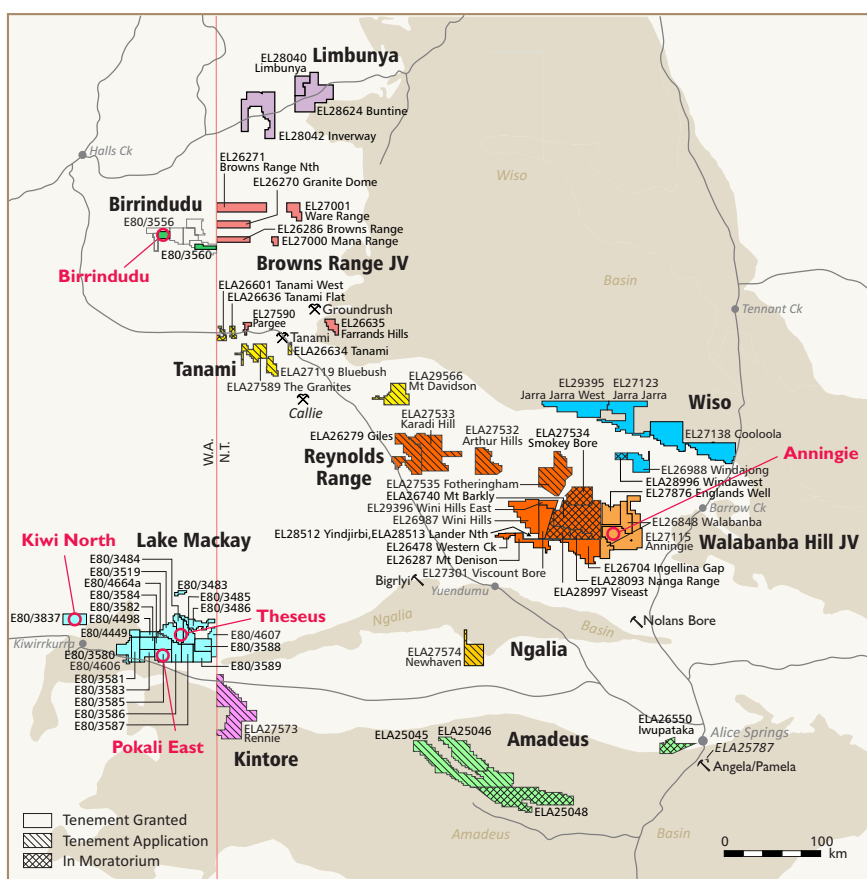 EL28040
Limbunya
Limbunya
EL28624 Buntine
EL28042 Inverway
Halls Ck
EL26271
Browns Range Nth
EL26270 Granite Dome
Wiso
Birrindudu
E80/3556
EL27001
Ware Range
EL26286 Browns Range
EL27000 Mana Range
E80/3560
Birrindudu
Browns Range JV
Basin
ELA26601 Tanami West
ELA26636 Tanami Flat
EL27590
Pargee
Groundrush
Tennant Ck
Tanami
EL26635
Farrands Hills
ELA26634 Tanami
Tanami
ELA27119 Bluebush
ELA27589 The Granites
ELA29566
Mt Davidson
Callie
EL29395
Jarra Jarra West
EL27123
Jarra Jarra
Wiso
ELA27533
Karadi Hill
ELA27532
Arthur Hills
ELA27534
Smokey Bore
EL27138 Cooloola
ELA26279 Giles
W.A.
N.T.
Reynolds
Range
Anningie
EL26988 Windajong
ELA28996 Windawest
EL27876 Englands Well
ELA27535 Fotheringham
ELA26740 Mt Barkly
EL29396 Wini Hills East
EL26987 Wini Hills
Barrow Ck
EL26848 Walabanba
EL28512 Yindjirbi,ELA28513 Lander Nth
EL27115
Anningie
Walabanba Hill JV
EL26478 Western Ck
EL26287 Mt Denison
EL27301 Viscount Bore
EL26704 Ingellina Gap
EL28093 Nanga Range
EL28997 Viseast
Lake Mackay
Kiwi North
E80/3484
E80/3519
E80/4664a
E80/3584
E80/3582
E80/4498
E80/4449
E80/3483
E80/3485
E80/3486
Theseus
E80/3837
Kiwirrkurra
E80/4607
E80/3588
E80/3589
E80/3580
E80/4606
E80/3581
E80/3583
E80/3585
E80/3586
E80/3587
Pokali East
Bigrlyi
Yuendumu
Ngalia
Basin
Nolans Bore
ELA27574
Newhaven
Ngalia
ELA27573
Rennie
Kintore
ELA25045
ELA25046
Amadeus
ELA26550
Iwupataka
Alice Springs
ELA25787
Angela/Pamela
ELA25048
Amadeus
Basin
Tenement Granted
Tenement Application
In Moratorium
0
100
km